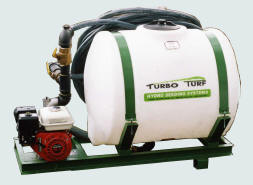 TURBO TURF
HYDRO SEEDING SYSTEMS